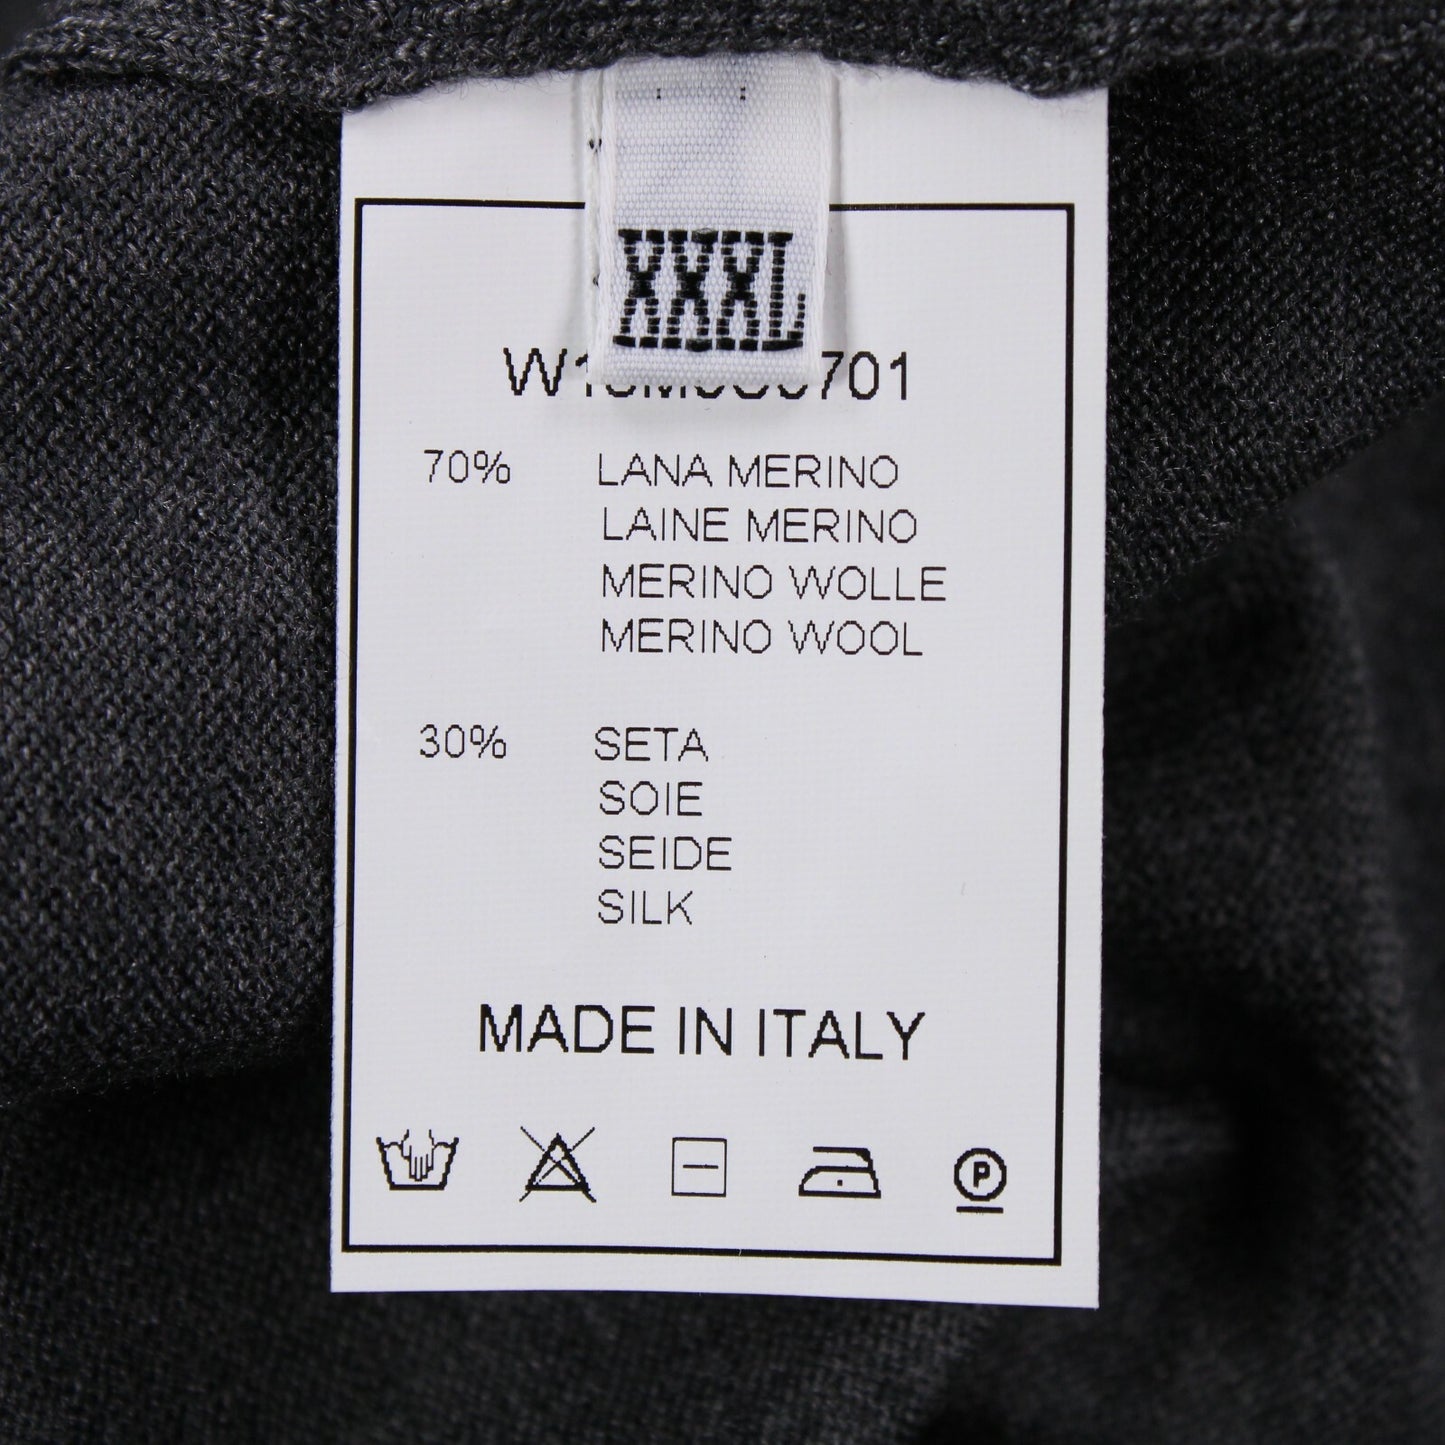 XXXL
70% LANA MERINO
LAINE MERINO
MERINO WOLLE
MERINO WOOL
30% SETA
SOIE
SEIDE
SILK
MADE IN ITALY
P